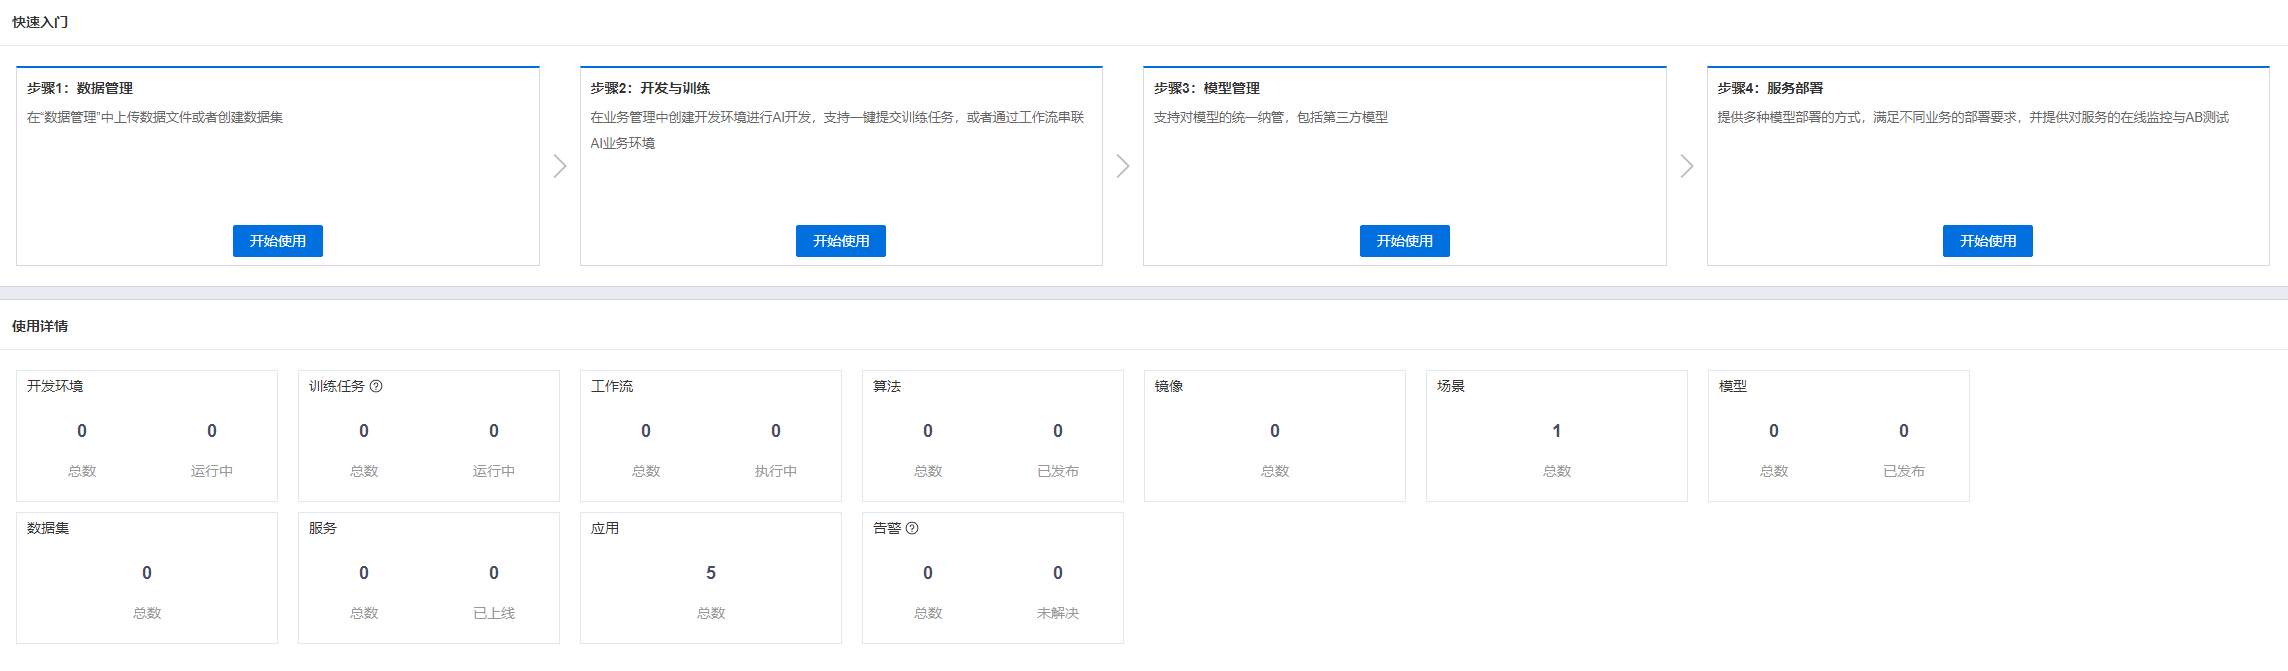 快速入门
步骤1：数据管理
在“数据管理”中上传数据文件或者创建数据集
开始使用
步骤2：开发与训练
在业务管理中创建开发环境进行AI开发，支持一键提交训练任务，或者通过工作流串联
AI业务环境
开始使用
步骤3：模型管理
支持对模型的统一纳管，包括第三方模型
开始使用
步骤4：服务部署
提供多种模型部署的方式，满足不同业务的部署要求，并提供对服务的在线监控与AB测试
开始使用
使用详情
开发环境
0 0
总数 运行中
训练任务
0 0
总数 运行中
工作流
0 0
总数 执行中
算法
0 0
总数 已发布
镜像
0
总数
场景
1
总数
模型
0 0
总数 已发布
数据集
0
总数
服务
0 0
总数 已上线
应用
5
总数
告警
0 0
总数 未解决